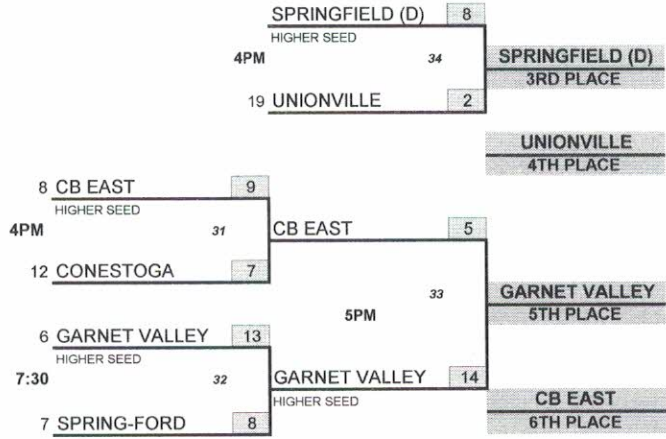 SPRINGFIELD (D) 8
HIGHER SEED
4PM 34
SPRINGFIELD (D)
3RD PLACE
19 UNIONVILLE 2
UNIONVILLE
4TH PLACE
8 CB EAST 9
HIGHER SEED
4PM 31
CB EAST 5
12 CONESTOGA 7
33
5PM
GARNET VALLEY
5TH PLACE
6 GARNET VALLEY 13
HIGHER SEED
7:30 32
GARNET VALLEY 14
HIGHER SEED
CB EAST
6TH PLACE
7 SPRING-FORD 8